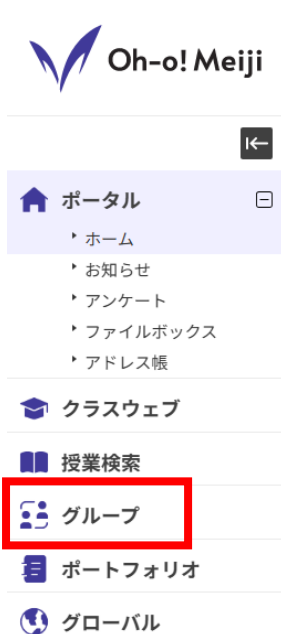 Oh-o! Meiji
ポータル
ホーム
お知らせ
アンケート
ファイルボックス
アドレス帳
クラスウェブ
授業検索
グループ
ポートフォリオ
グローバル